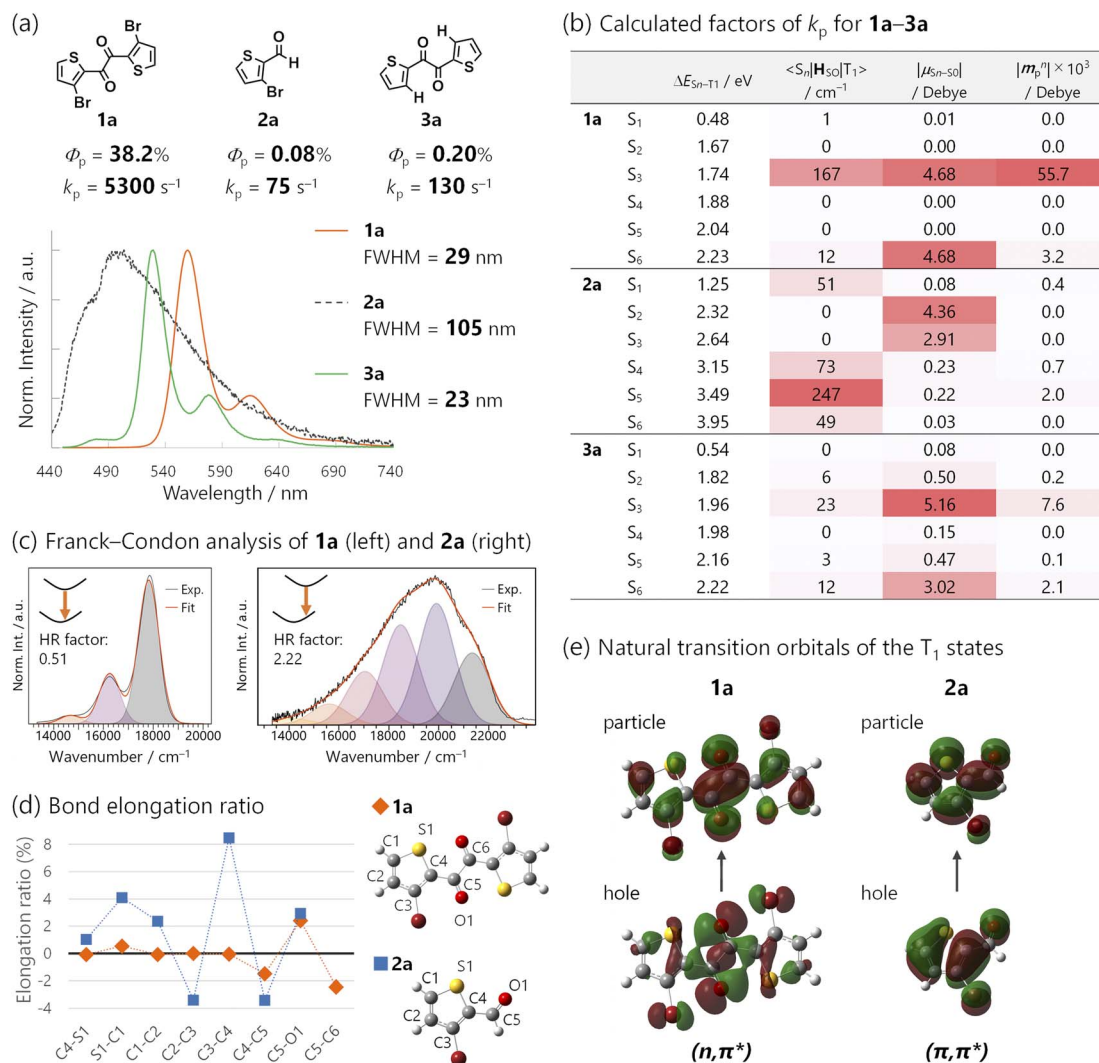 (a)
S
Br
O
O
Br
S
1a
Φp = 38.2%
kp = 5300 s⁻¹
S
O
H
Br
2a
Φp = 0.08%
kp = 75 s⁻¹
S
O
H
H
O
S
3a
Φp = 0.20%
kp = 130 s⁻¹
Norm. Intensity / a.u.
1a
FWHM = 29 nm
2a
FWHM = 105 nm
3a
FWHM = 23 nm
440 490 540 590 640 690 740
Wavelength / nm
(b) Calculated factors of kp for 1a–3a
ΔE_Sn–T1 / eV <Sn|H_SO|T1> / cm⁻¹ |μ_Sn–S0| / Debye |m_pⁿ| × 10³ / Debye
1a S1 0.48 1 0.01 0.0
S2 1.67 0 0.00 0.0
S3 1.74 167 4.68 55.7
S4 1.88 0 0.00 0.0
S5 2.04 0 0.00 0.0
S6 2.23 12 4.68 3.2
2a S1 1.25 51 0.08 0.4
S2 2.32 0 4.36 0.0
S3 2.64 0 2.91 0.0
S4 3.15 73 0.23 0.7
S5 3.49 247 0.22 2.0
S6 3.95 49 0.03 0.0
3a S1 0.54 0 0.08 0.0
S2 1.82 6 0.50 0.2
S3 1.96 23 5.16 7.6
S4 1.98 0 0.15 0.0
S5 2.16 3 0.47 0.1
S6 2.22 12 3.02 2.1
(c) Franck–Condon analysis of 1a (left) and 2a (right)
Norm. Int. / a.u.
HR factor:
0.51
Exp.
Fit
14000 16000 18000 20000
Wavenumber / cm⁻¹
Norm. Int. / a.u.
HR factor:
2.22
Exp.
Fit
14000 16000 18000 20000 22000
Wavenumber / cm⁻¹
(d) Bond elongation ratio
Elongation ratio (%)
8
6
4
2
0
-2
-4
C4–S1 S1–C1 C1–C2 C2–C3 C3–C4 C4–C5 C5–O1 C5–C6
1a
S1
C1
C2
C3
C4
C5
C6
O1
2a
S1
C1
C2
C3
C4
C5
O1
(e) Natural transition orbitals of the T1 states
1a
particle
hole
(n,π*)
2a
particle
hole
(π,π*)